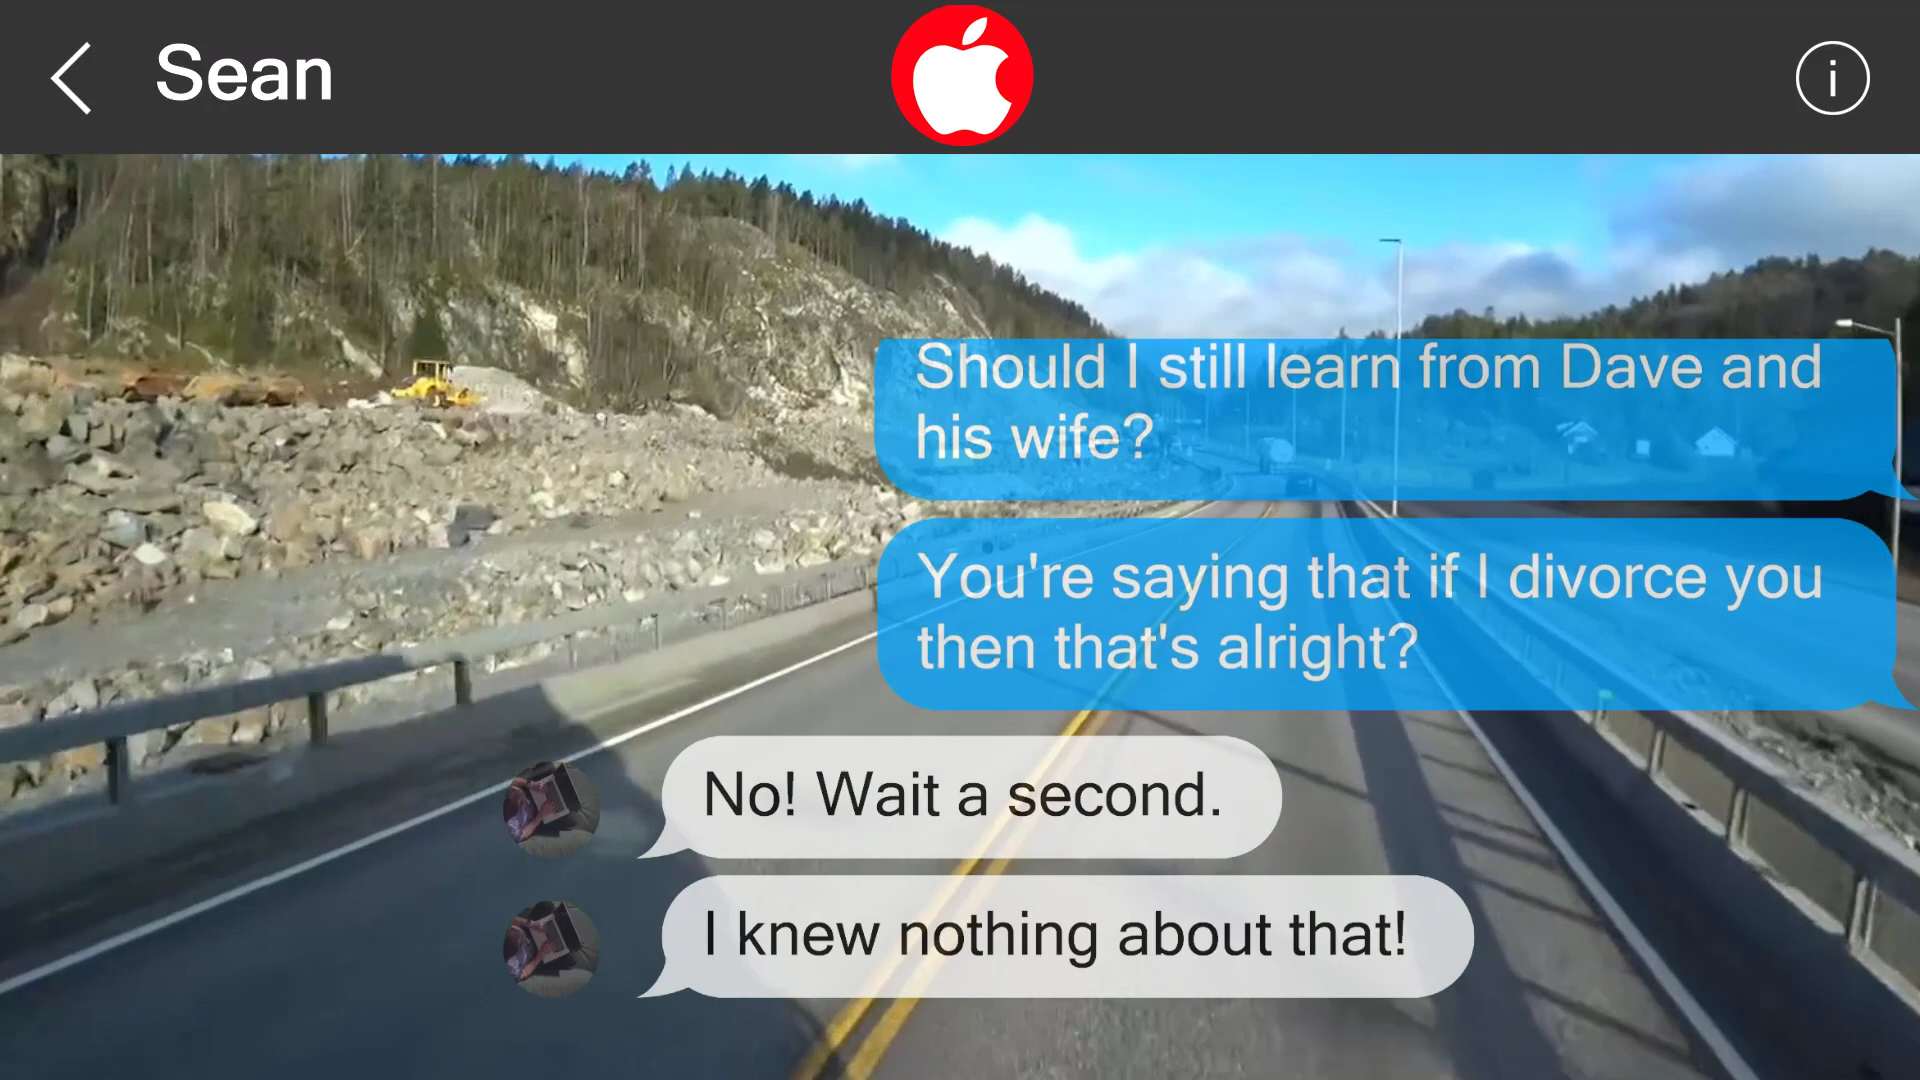 Sean
Should I still learn from Dave and
his wife?
You're saying that if I divorce you
then that's alright?
No! Wait a second.
I knew nothing about that!